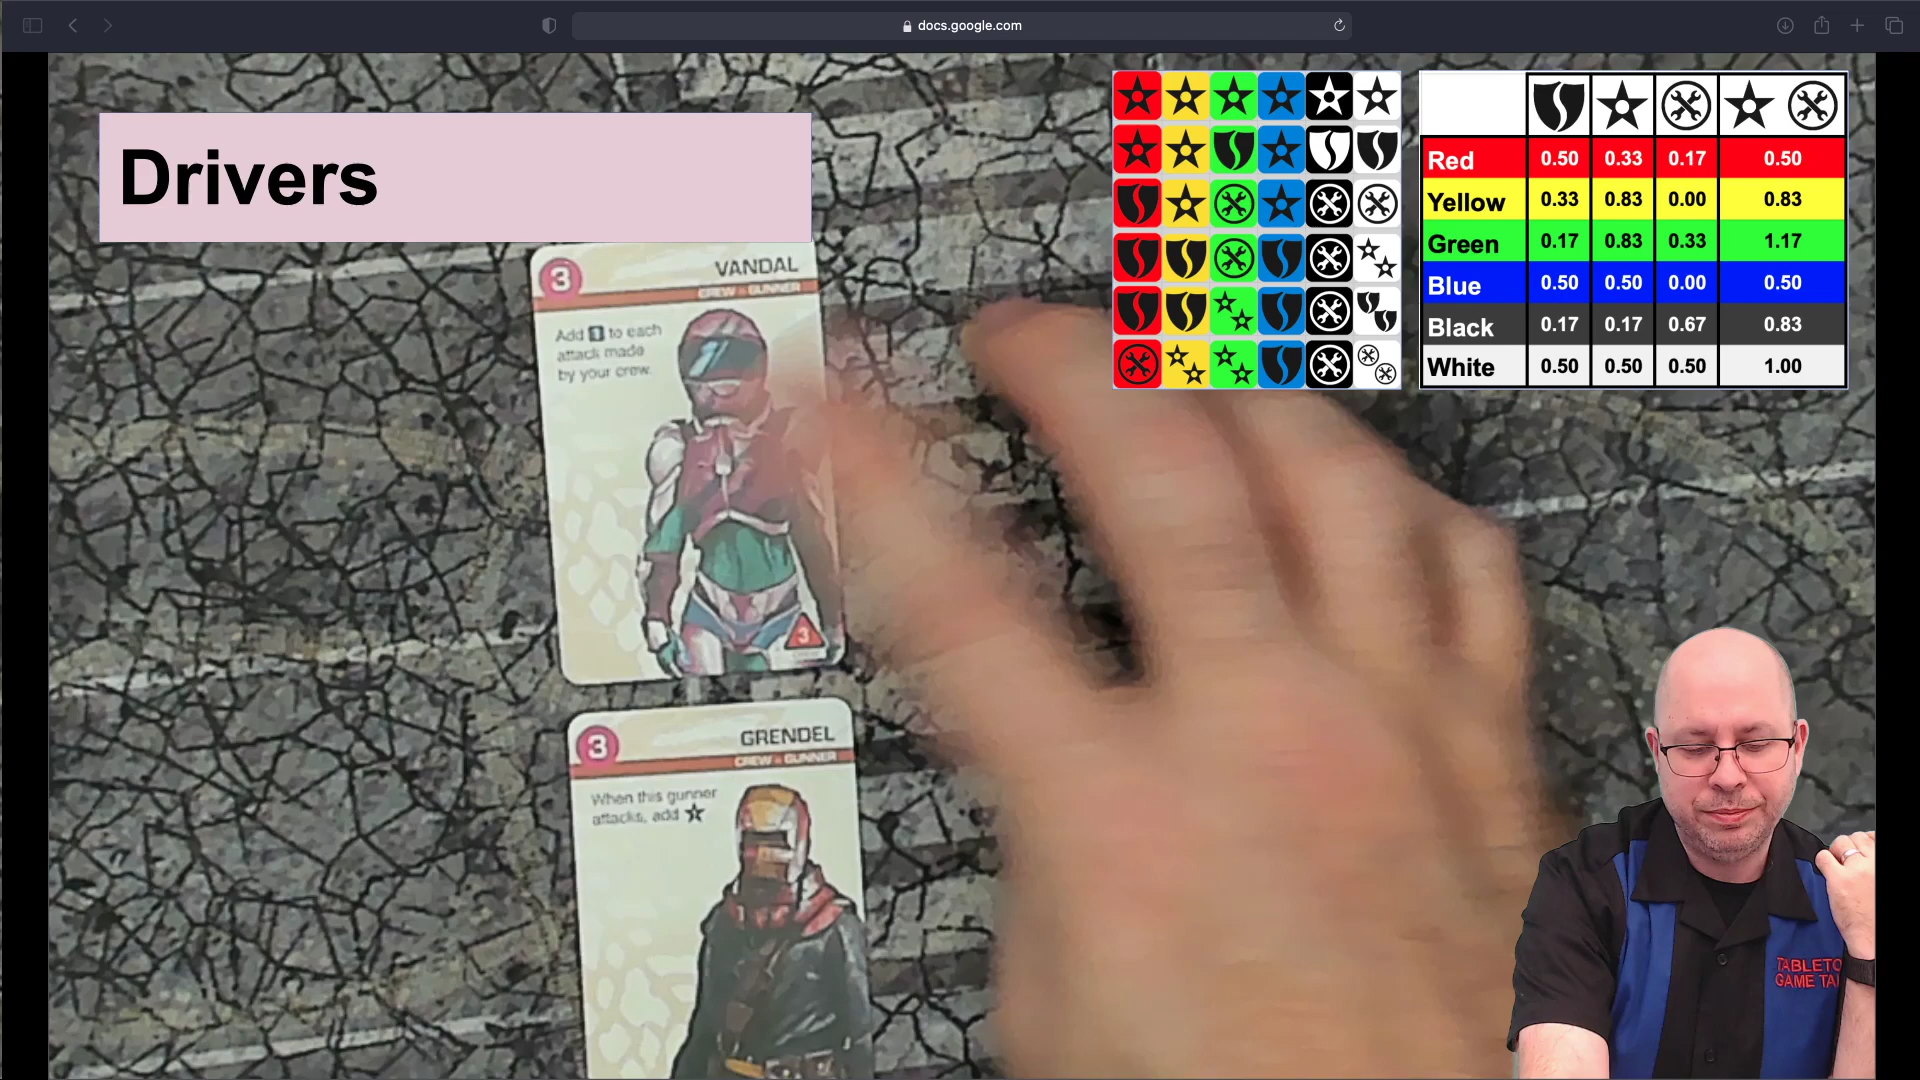 docs.google.com
Drivers
3
VANDAL
CREW - GUNNER
Add 1 to each
attack made
by your crew.
3
3
GRENDEL
CREW - GUNNER
When this gunner
attacks, add
Red 0.50 0.33 0.17 0.50
Yellow 0.33 0.83 0.00 0.83
Green 0.17 0.83 0.33 1.17
Blue 0.50 0.50 0.00 0.50
Black 0.17 0.17 0.67 0.83
White 0.50 0.50 0.50 1.00
TABLETO
GAME TA